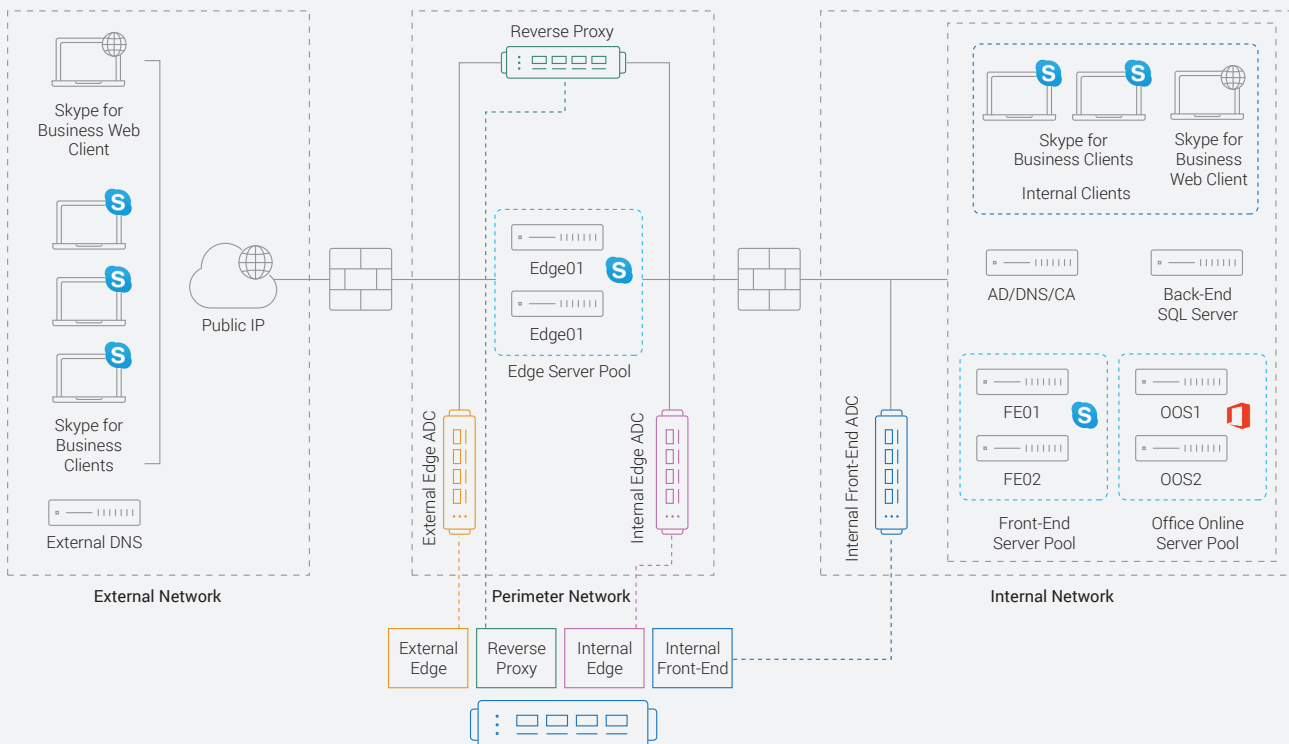 Skype for
Business Web
Client
S
S
S
Skype for
Business
Clients
External DNS
External Network
Public IP
Reverse Proxy
Edge01
S
Edge01
Edge Server Pool
External Edge ADC
Internal Edge ADC
Perimeter Network
S
S
Skype for
Business Clients
Skype for
Business
Web Client
Internal Clients
AD/DNS/CA
Back-End
SQL Server
FE01
S
FE02
Front-End
Server Pool
OOS1
OOS2
Office Online
Server Pool
Internal Front-End ADC
Internal Network
External
Edge
Reverse
Proxy
Internal
Edge
Internal
Front-End